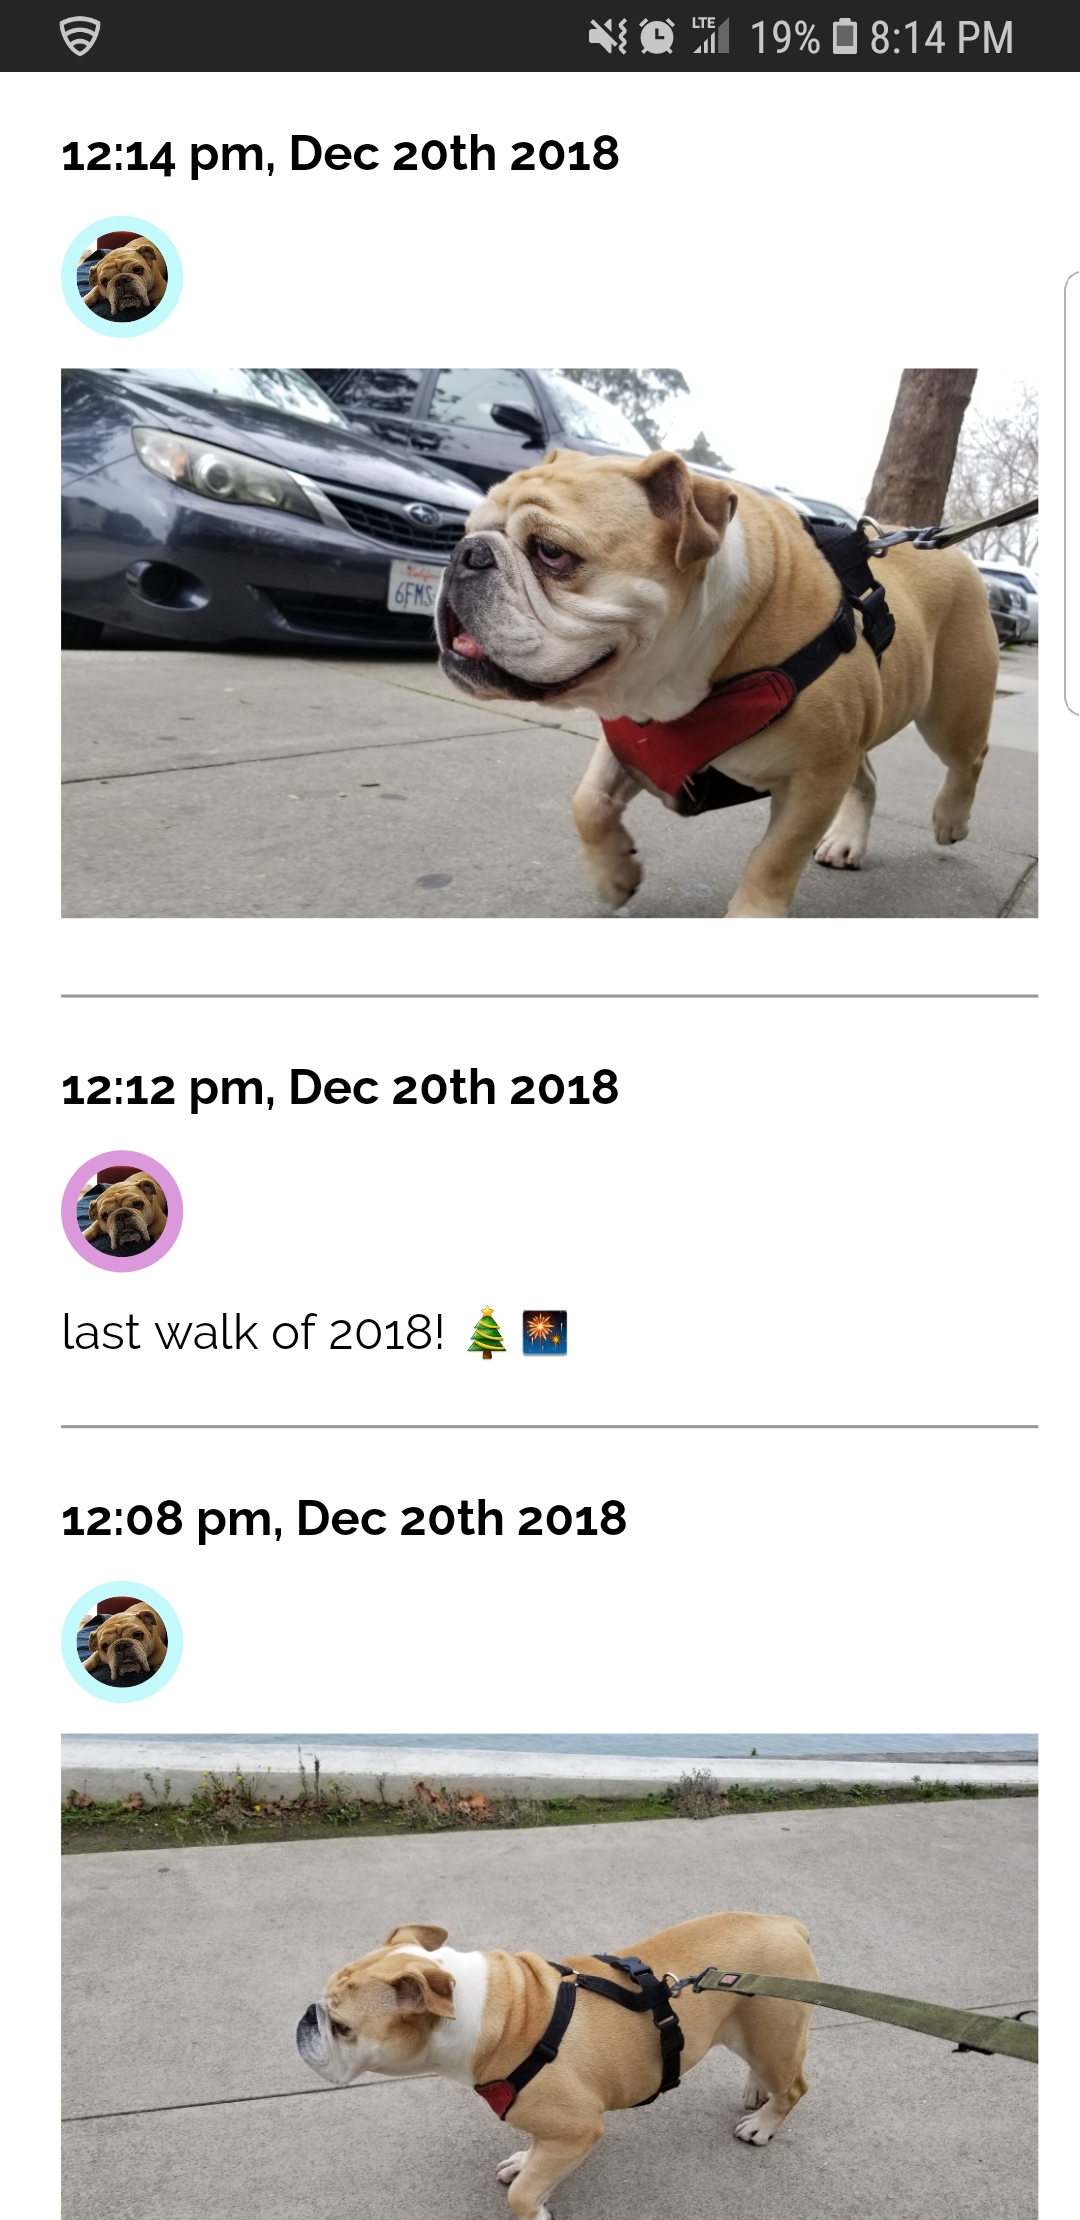 LTE 19% 8:14 PM
12:14 pm, Dec 20th 2018
6FMS
12:12 pm, Dec 20th 2018
last walk of 2018! 🎄🎆
12:08 pm, Dec 20th 2018